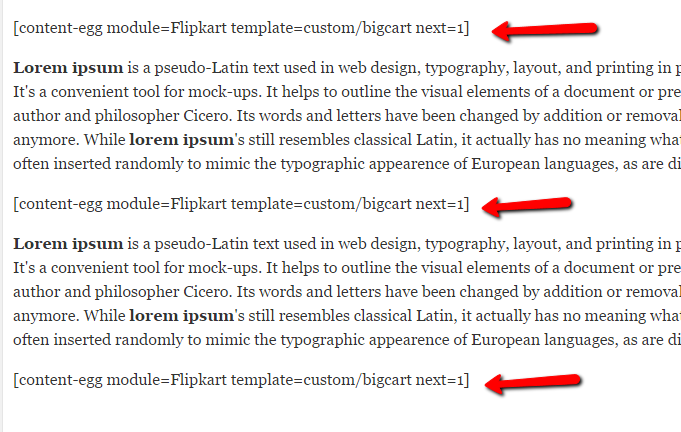 [content-egg module=Flipkart template=custom/bigcart next=1]
Lorem ipsum is a pseudo-Latin text used in web design, typography, layout, and printing in
It's a convenient tool for mock-ups. It helps to outline the visual elements of a document or
author and philosopher Cicero. Its words and letters have been changed by addition or
anymore. While lorem ipsum's still resembles classical Latin, it actually has no meaning
often inserted randomly to mimic the typographic appearence of European languages, as are
[content-egg module=Flipkart template=custom/bigcart next=1]
Lorem ipsum is a pseudo-Latin text used in web design, typography, layout, and printing in
It's a convenient tool for mock-ups. It helps to outline the visual elements of a document or
author and philosopher Cicero. Its words and letters have been changed by addition or
anymore. While lorem ipsum's still resembles classical Latin, it actually has no meaning
often inserted randomly to mimic the typographic appearence of European languages, as are
[content-egg module=Flipkart template=custom/bigcart next=1]